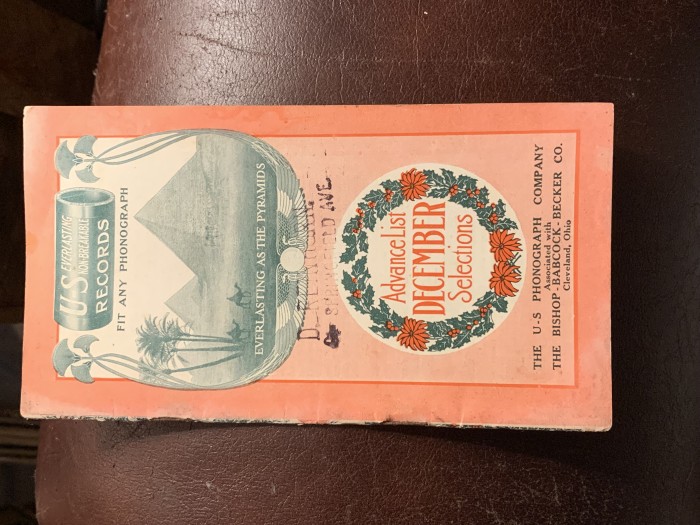 U-S EVERLASTING
NON-BREAKABLE
RECORDS
FIT ANY PHONOGRAPH
EVERLASTING AS THE PYRAMIDS
AVE.
Advance List
DECEMBER
Selections
THE U-S PHONOGRAPH COMPANY
Associated with
THE BISHOP-BABCOCK-BECKER CO.
Cleveland, Ohio